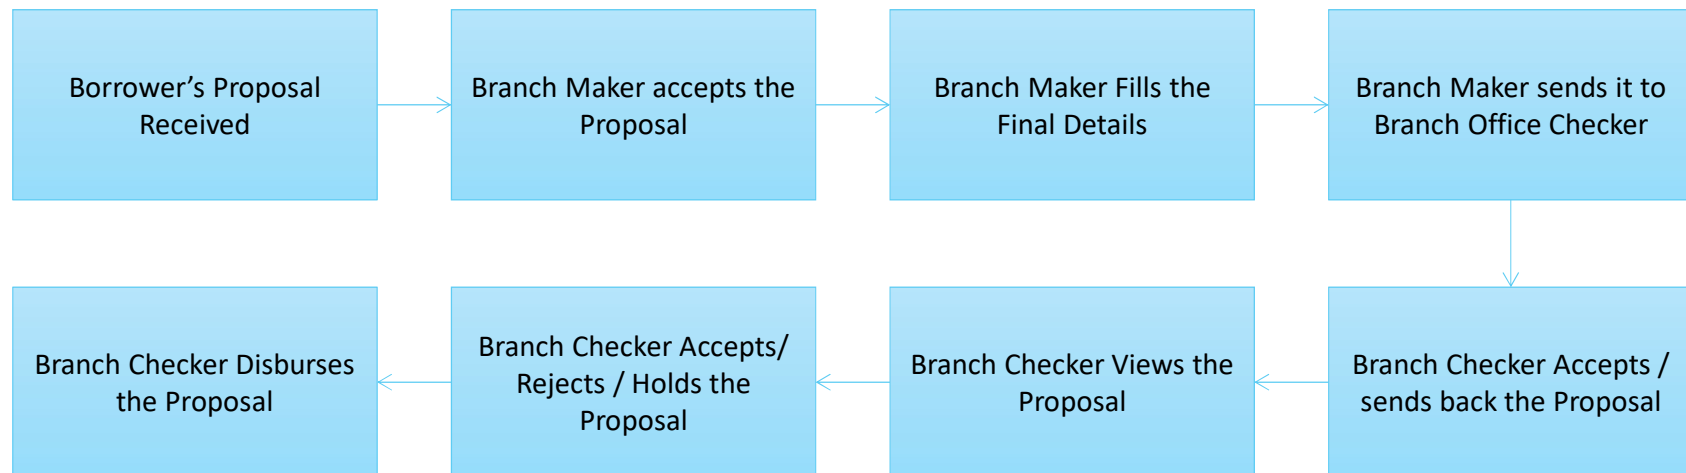 Borrower’s Proposal
Received
Branch Maker accepts the
Proposal
Branch Maker Fills the
Final Details
Branch Maker sends it to
Branch Office Checker
Branch Checker Accepts /
sends back the Proposal
Branch Checker Views the
Proposal
Branch Checker Accepts/
Rejects / Holds the
Proposal
Branch Checker Disburses
the Proposal